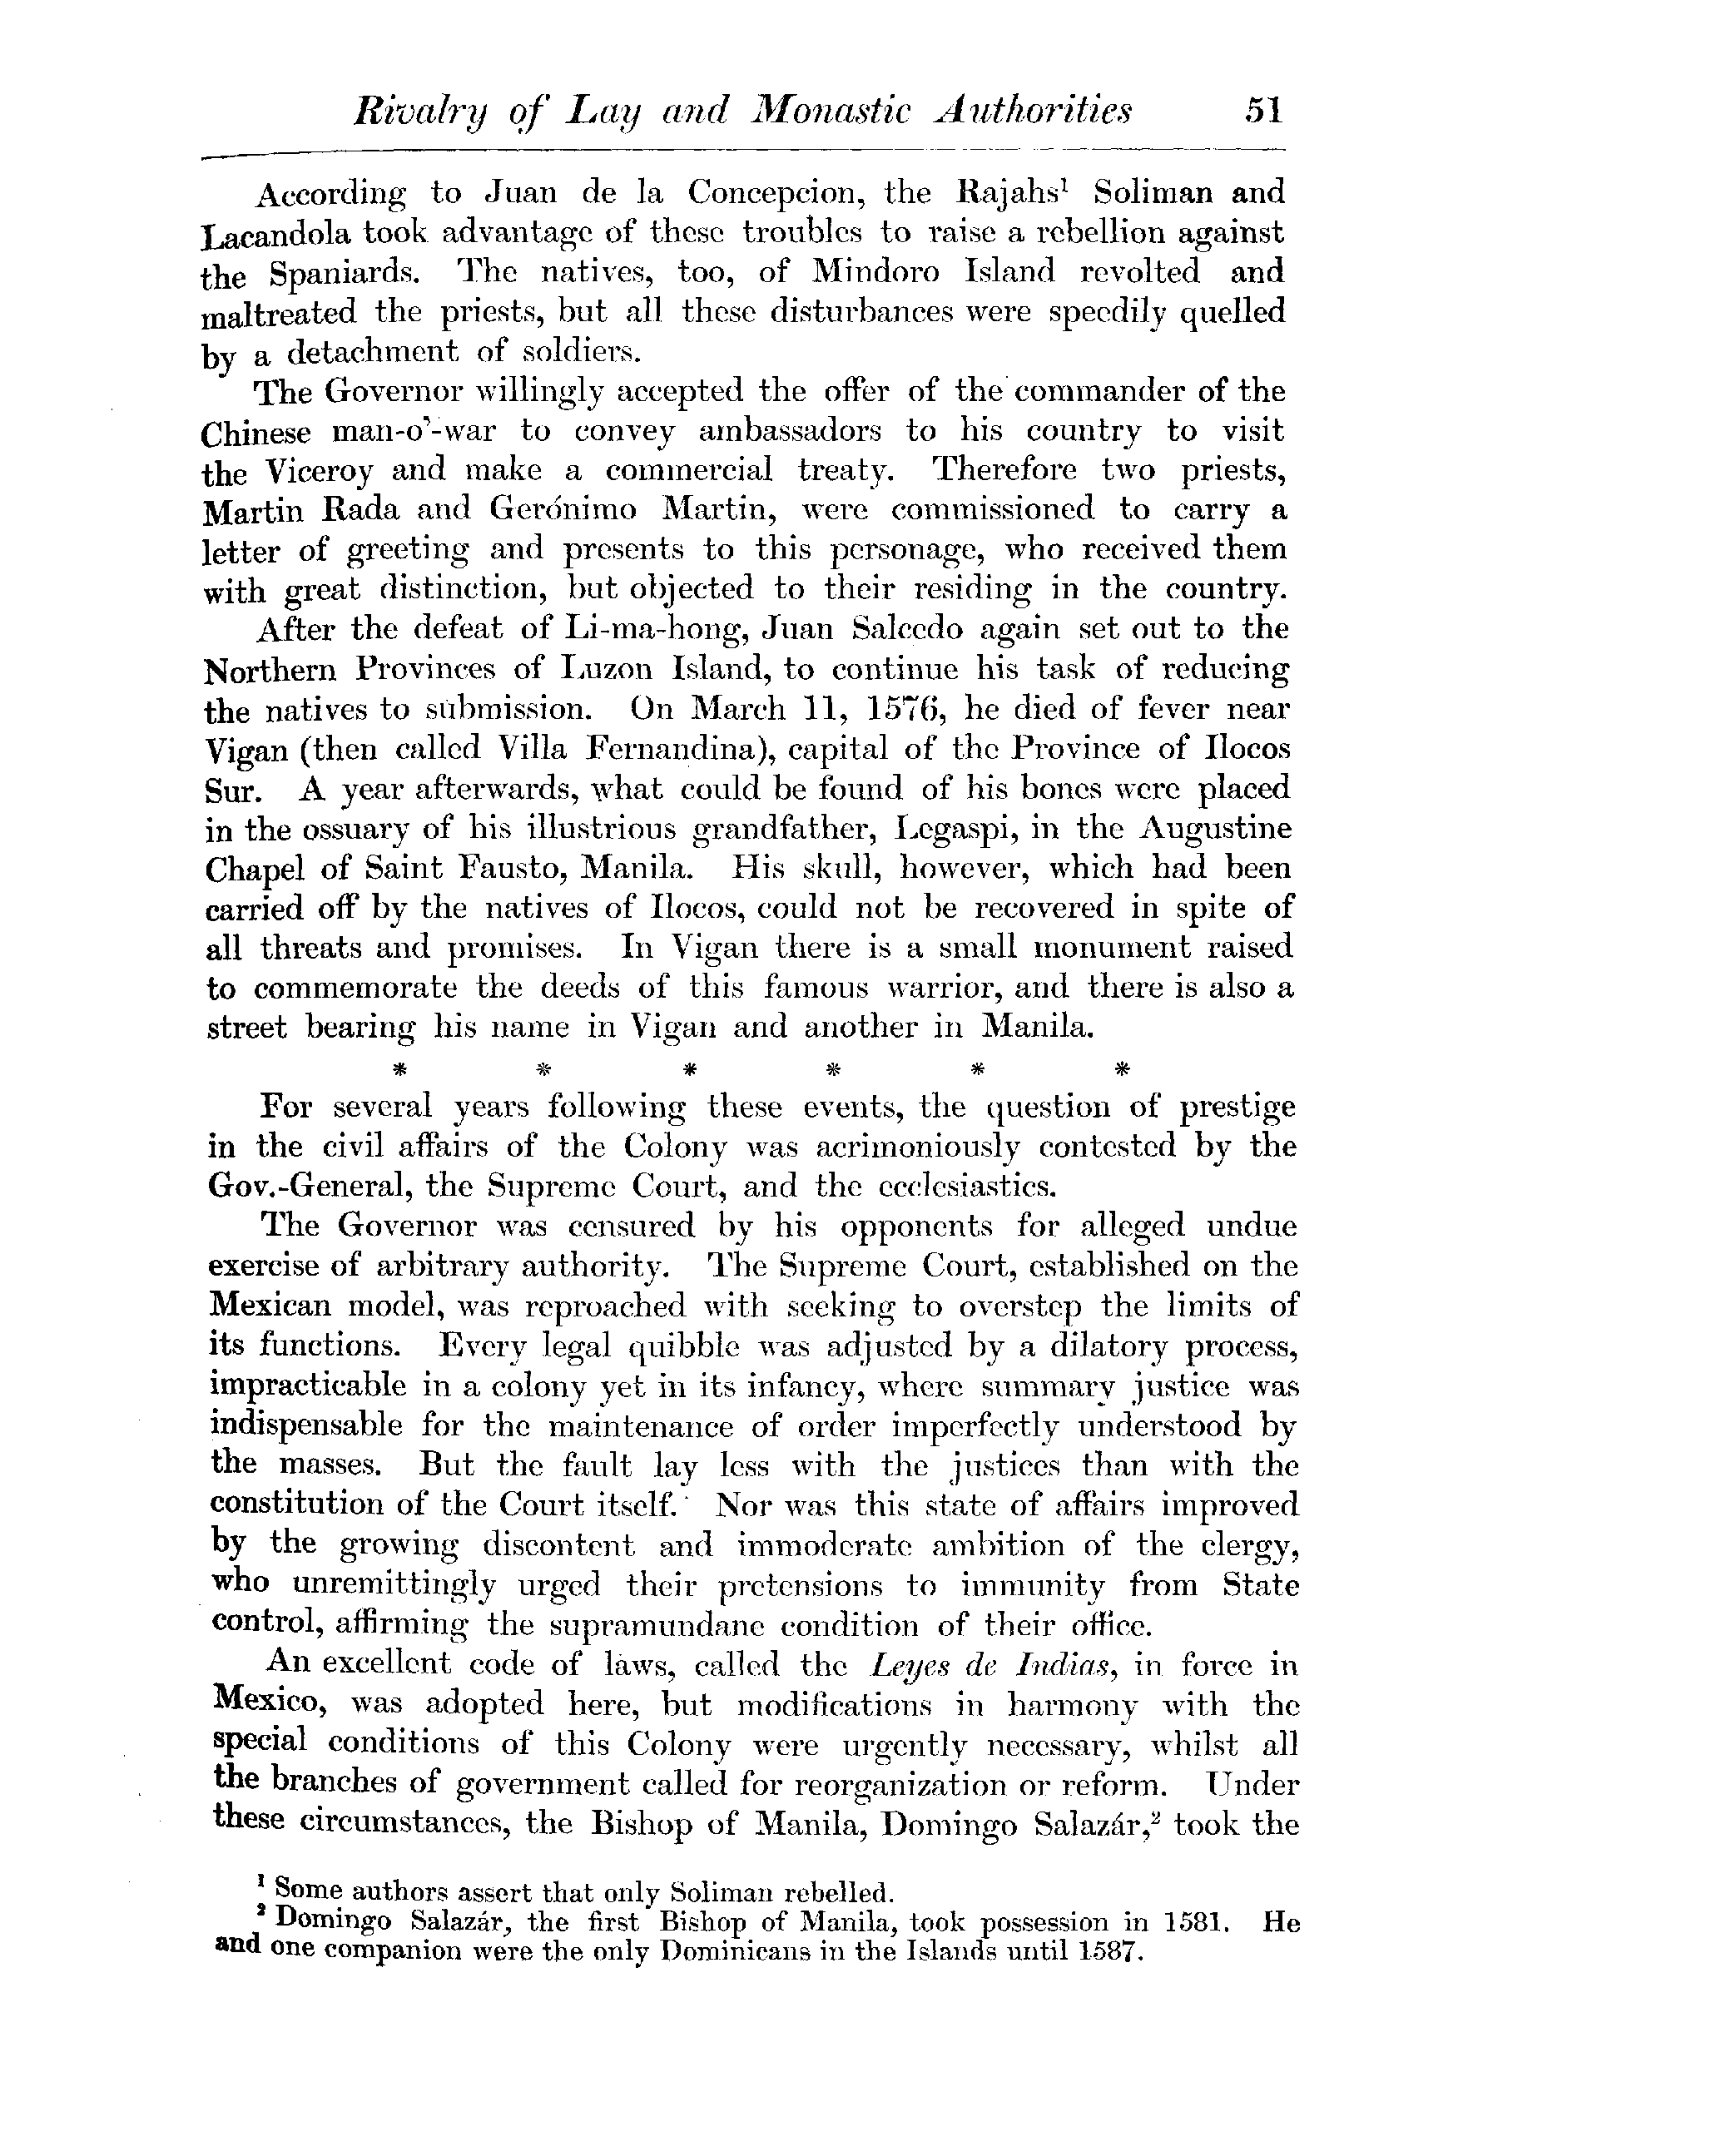 Rivalry of Lay and Monastic Authorities 51
According to Juan de la Concepcion, the Rajahs¹ Soliman and
Lacandola took advantage of these troubles to raise a rebellion against
the Spaniards. The natives, too, of Mindoro Island revolted and
maltreated the priests, but all these disturbances were speedily quelled
by a detachment of soldiers.
The Governor willingly accepted the offer of the commander of the
Chinese man-o'-war to convey ambassadors to his country to visit
the Viceroy and make a commercial treaty. Therefore two priests,
Martin Rada and Gerónimo Martin, were commissioned to carry a
letter of greeting and presents to this personage, who received them
with great distinction, but objected to their residing in the country.
After the defeat of Li-ma-hong, Juan Salcedo again set out to the
Northern Provinces of Luzon Island, to continue his task of reducing
the natives to submission. On March 11, 1576, he died of fever near
Vigan (then called Villa Fernandina), capital of the Province of Ilocos
Sur. A year afterwards, what could be found of his bones were placed
in the ossuary of his illustrious grandfather, Legaspi, in the Augustine
Chapel of Saint Fausto, Manila. His skull, however, which had been
carried off by the natives of Ilocos, could not be recovered in spite of
all threats and promises. In Vigan there is a small monument raised
to commemorate the deeds of this famous warrior, and there is also a
street bearing his name in Vigan and another in Manila.
* * * * * *
For several years following these events, the question of prestige
in the civil affairs of the Colony was acrimoniously contested by the
Gov.-General, the Supreme Court, and the ecclesiastics.
The Governor was censured by his opponents for alleged undue
exercise of arbitrary authority. The Supreme Court, established on the
Mexican model, was reproached with seeking to overstep the limits of
its functions. Every legal quibble was adjusted by a dilatory process,
impracticable in a colony yet in its infancy, where summary justice was
indispensable for the maintenance of order imperfectly understood by
the masses. But the fault lay less with the justices than with the
constitution of the Court itself. Nor was this state of affairs improved
by the growing discontent and immoderate ambition of the clergy,
who unremittingly urged their pretensions to immunity from State
control, affirming the supramundane condition of their office.
An excellent code of laws, called the Leyes de Indias, in force in
Mexico, was adopted here, but modifications in harmony with the
special conditions of this Colony were urgently necessary, whilst all
the branches of government called for reorganization or reform. Under
these circumstances, the Bishop of Manila, Domingo Salazár,² took the
¹ Some authors assert that only Soliman rebelled.
² Domingo Salazár, the first Bishop of Manila, took possession in 1581. He
and one companion were the only Dominicans in the Islands until 1587.